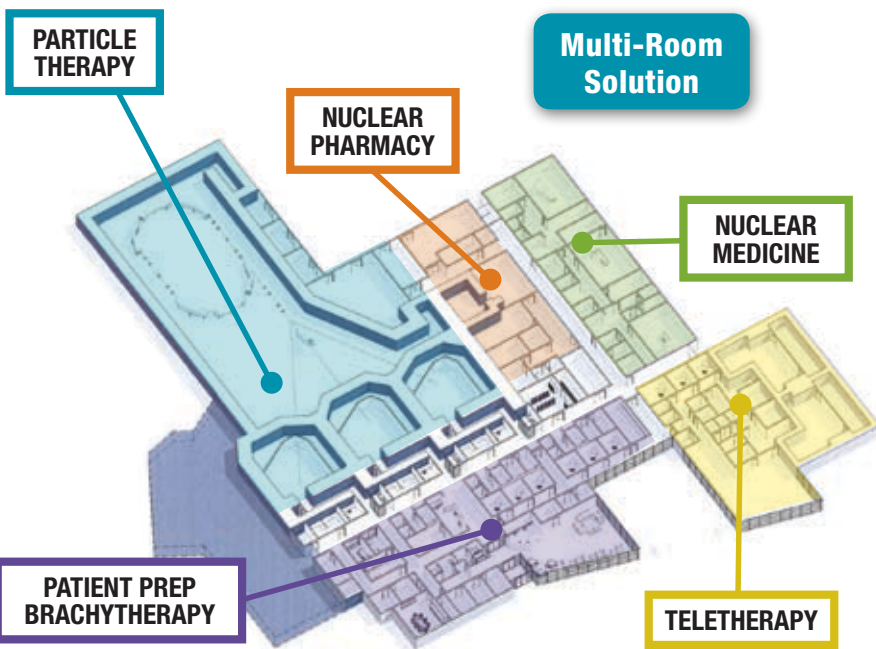 PARTICLE
THERAPY
Multi-Room
Solution
NUCLEAR
PHARMACY
NUCLEAR
MEDICINE
PATIENT PREP
BRACHYTHERAPY
TELETHERAPY